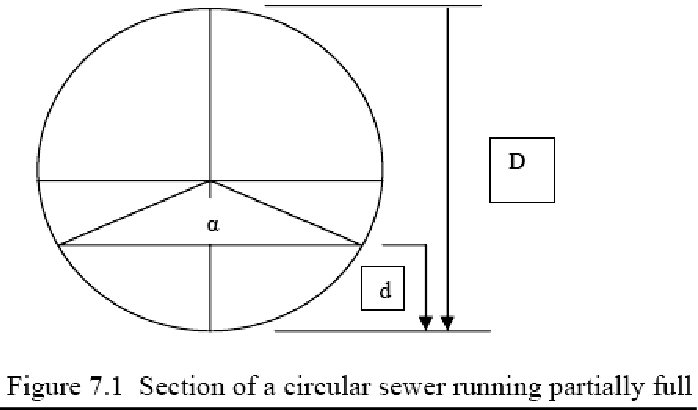 D
α
d
Figure 7.1 Section of a circular sewer running partially full